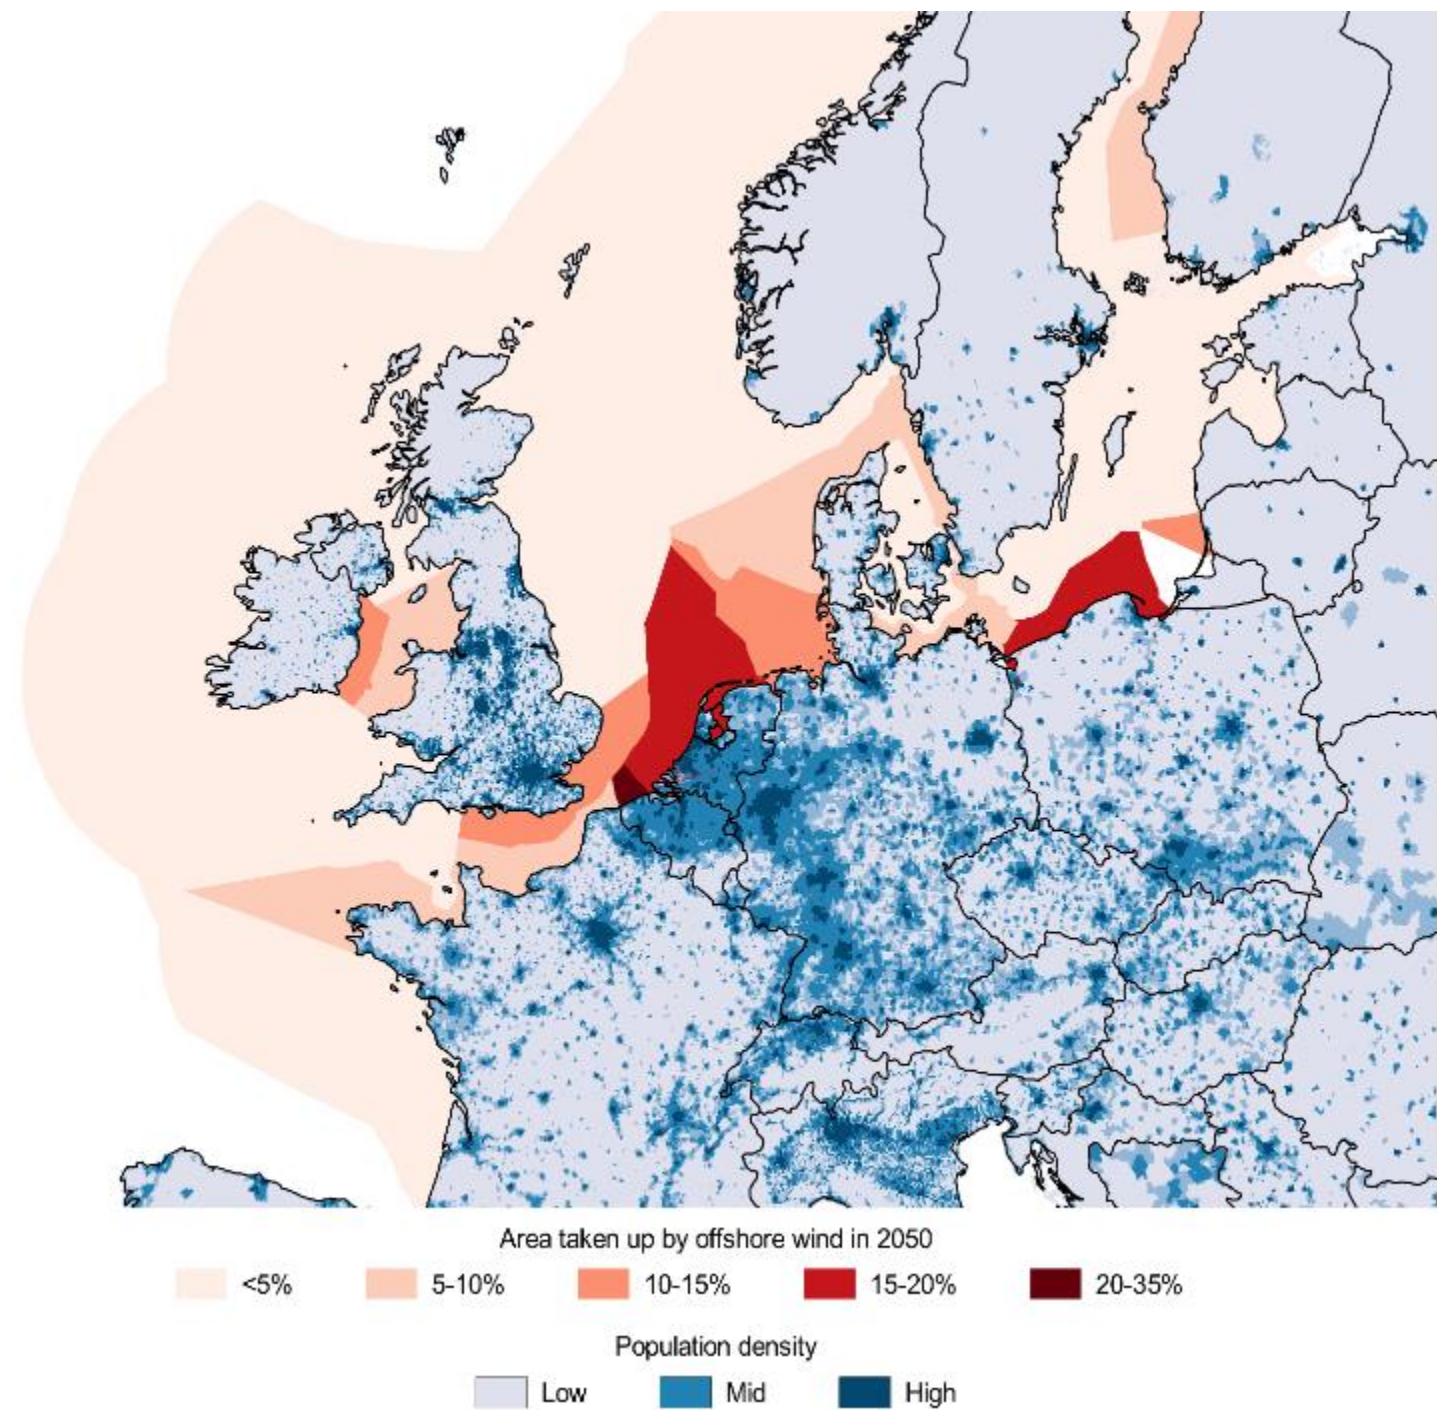 Area taken up by offshore wind in 2050
<5% 5-10% 10-15% 15-20% 20-35%
Population density
Low Mid High